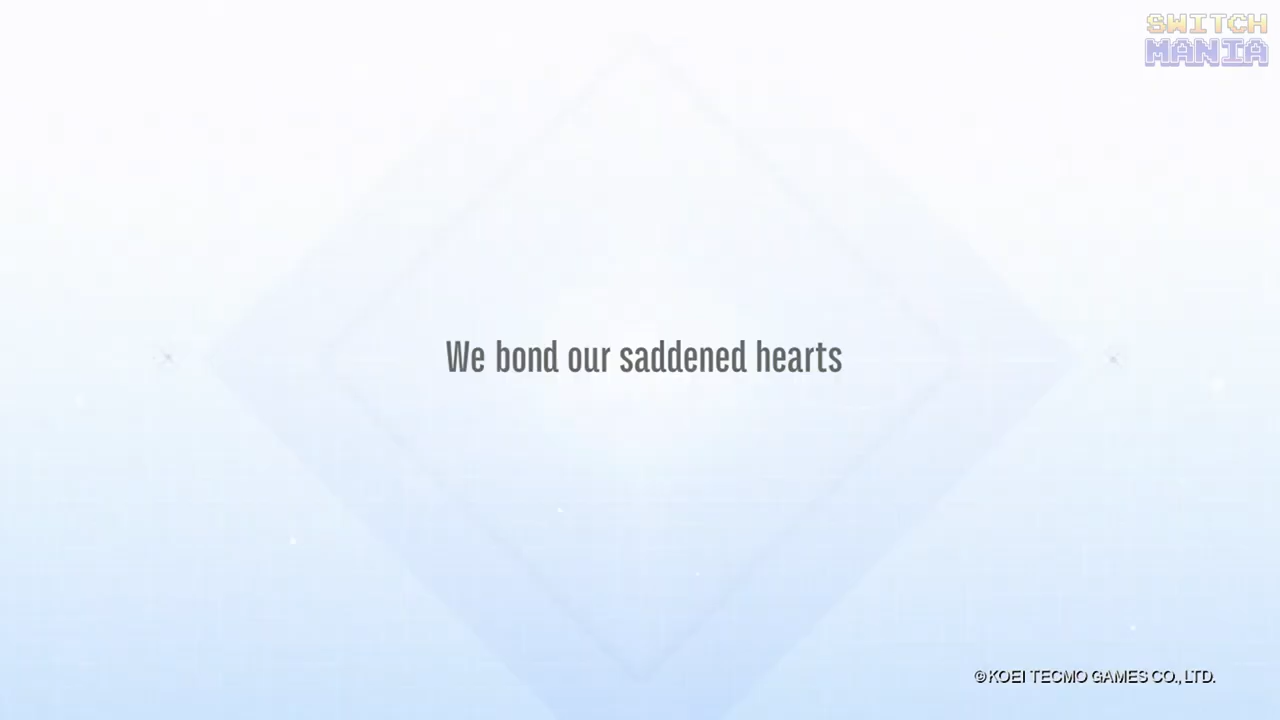 SWITCH
MANIA
We bond our saddened hearts
©KOEI TECMO GAMES CO., LTD.